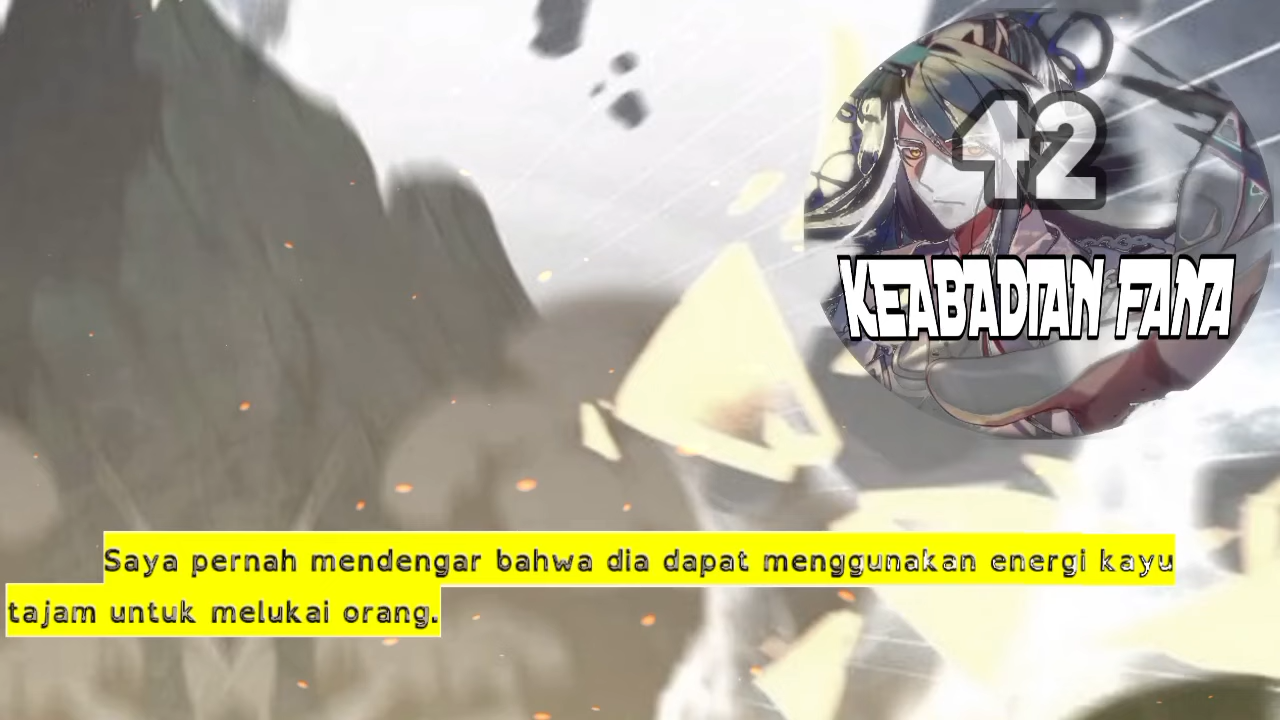 42
KEABADIAN FANA
Saya pernah mendengar bahwa dia dapat menggunakan energi kayu
tajam untuk melukai orang.